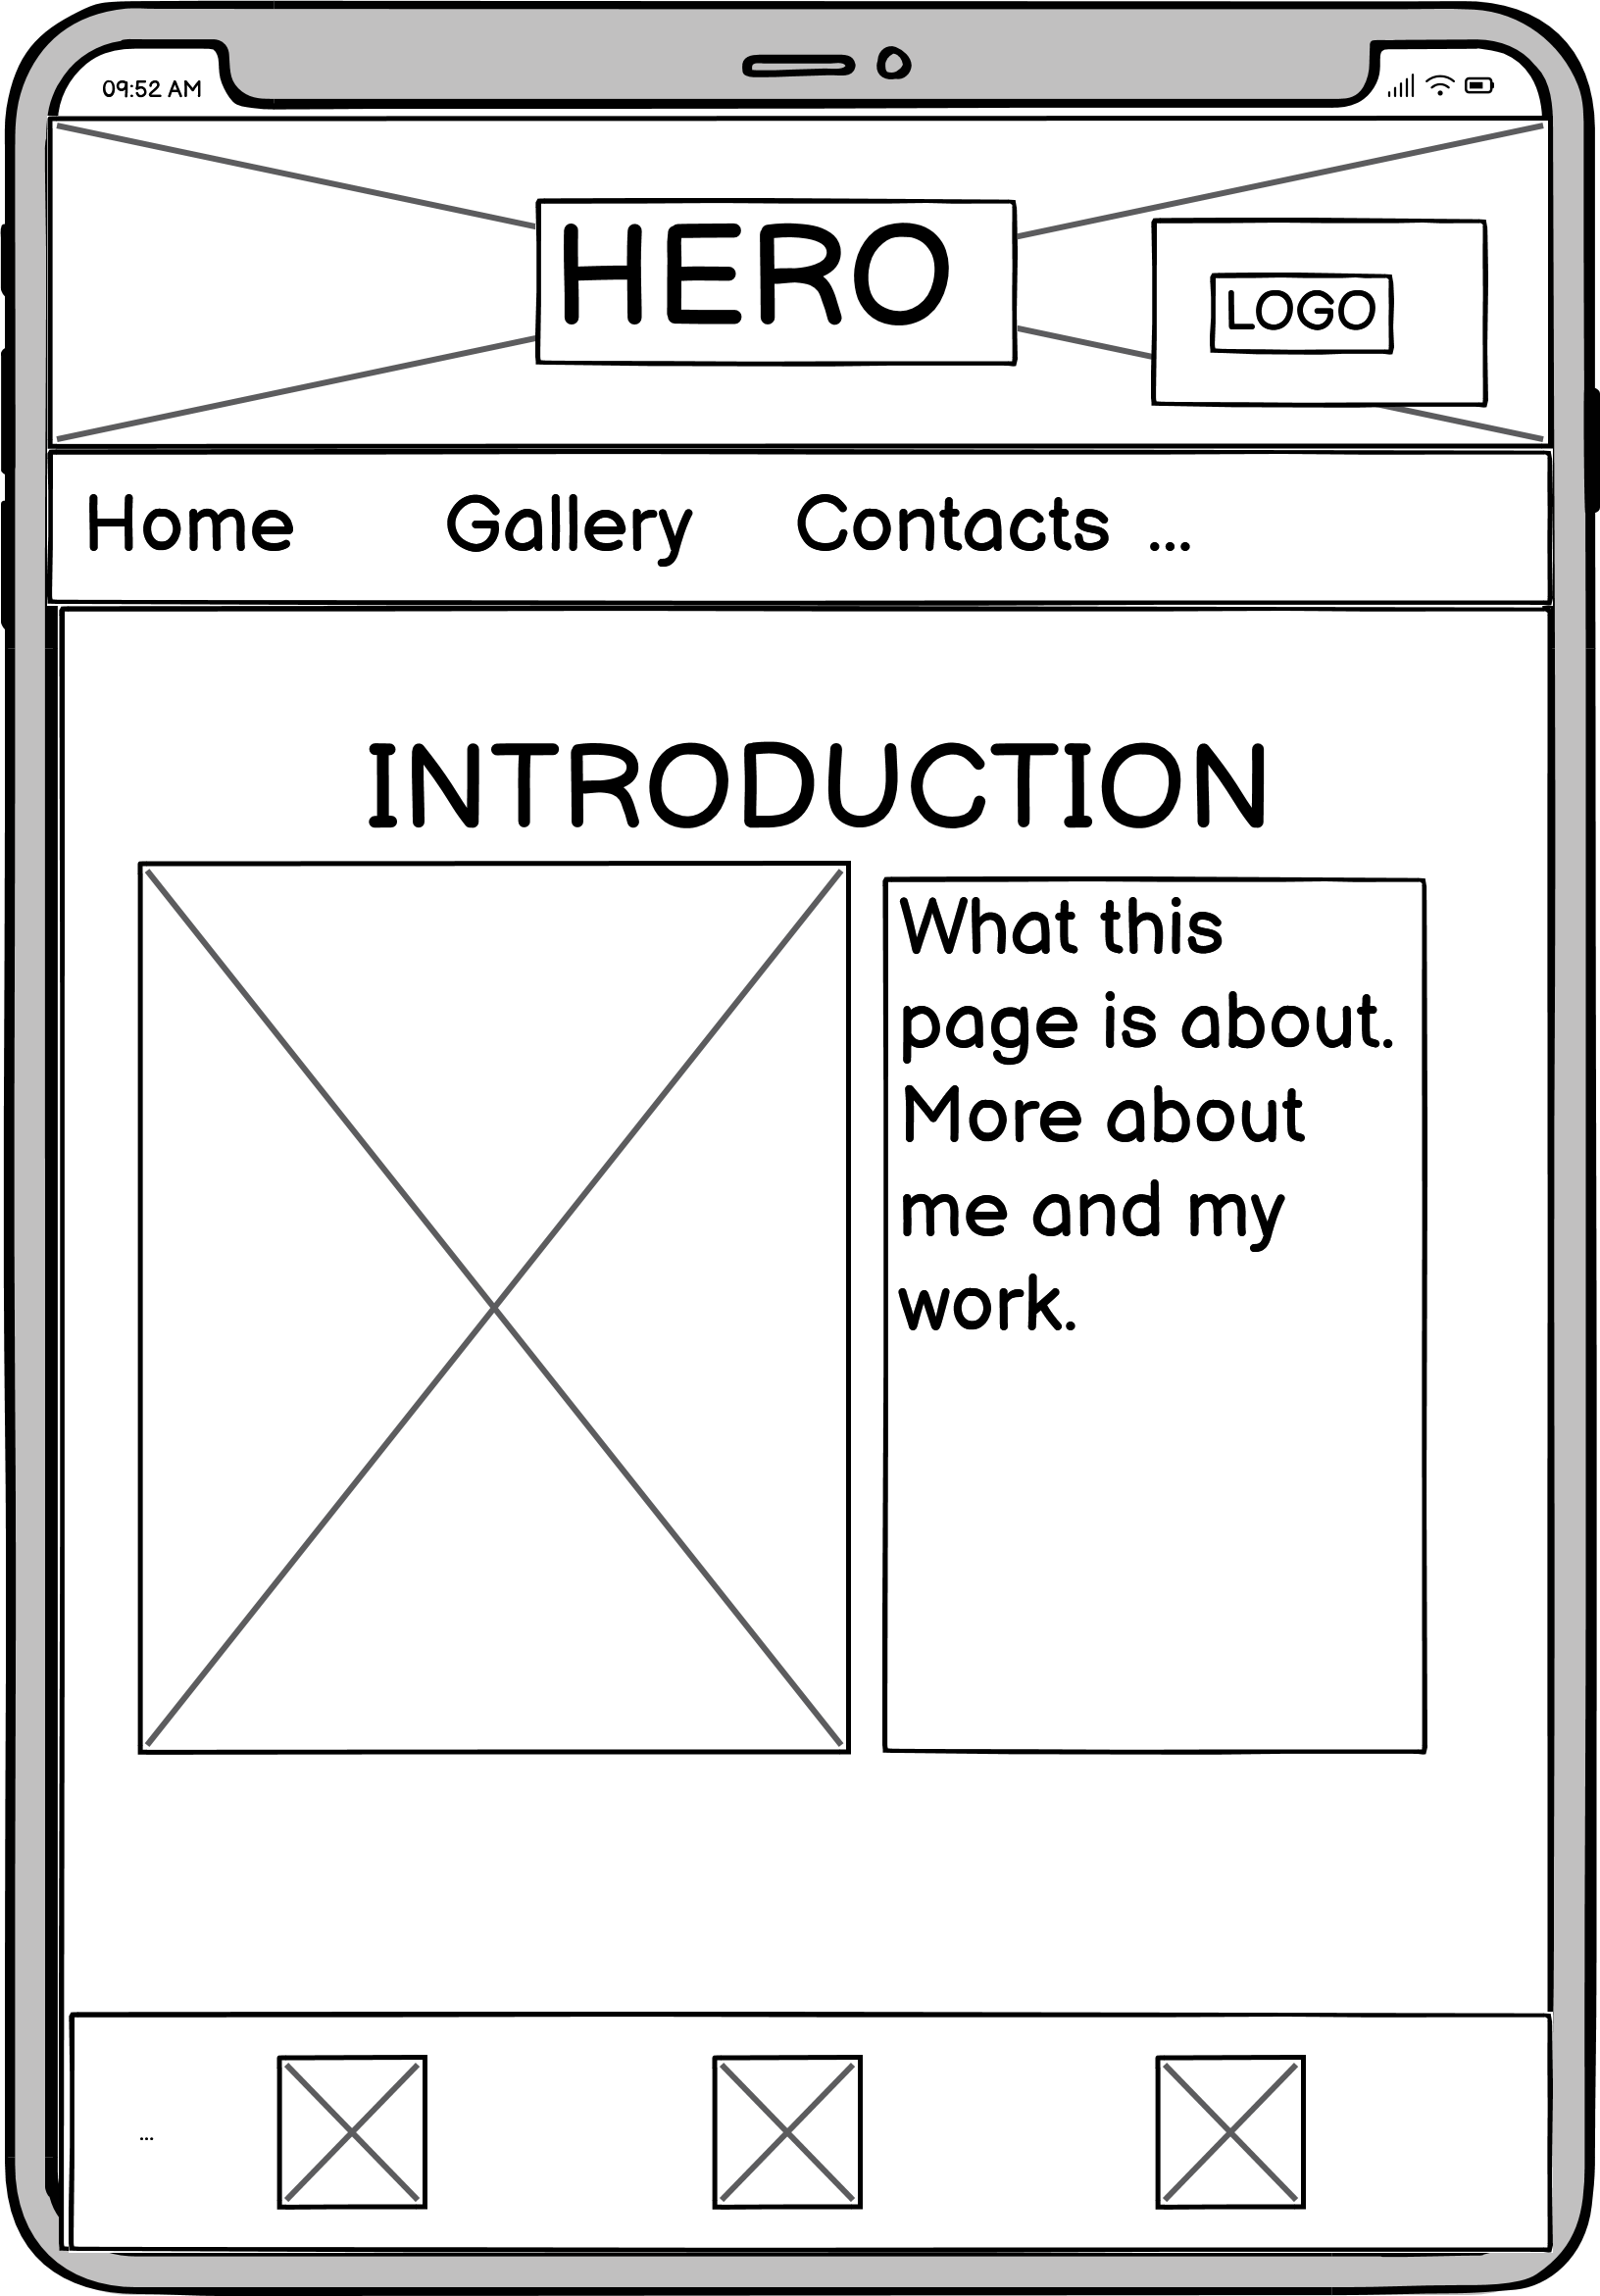 09:52 AM
HERO
LOGO
Home Gallery Contacts ...
INTRODUCTION
What this
page is about.
More about
me and my
work.
...